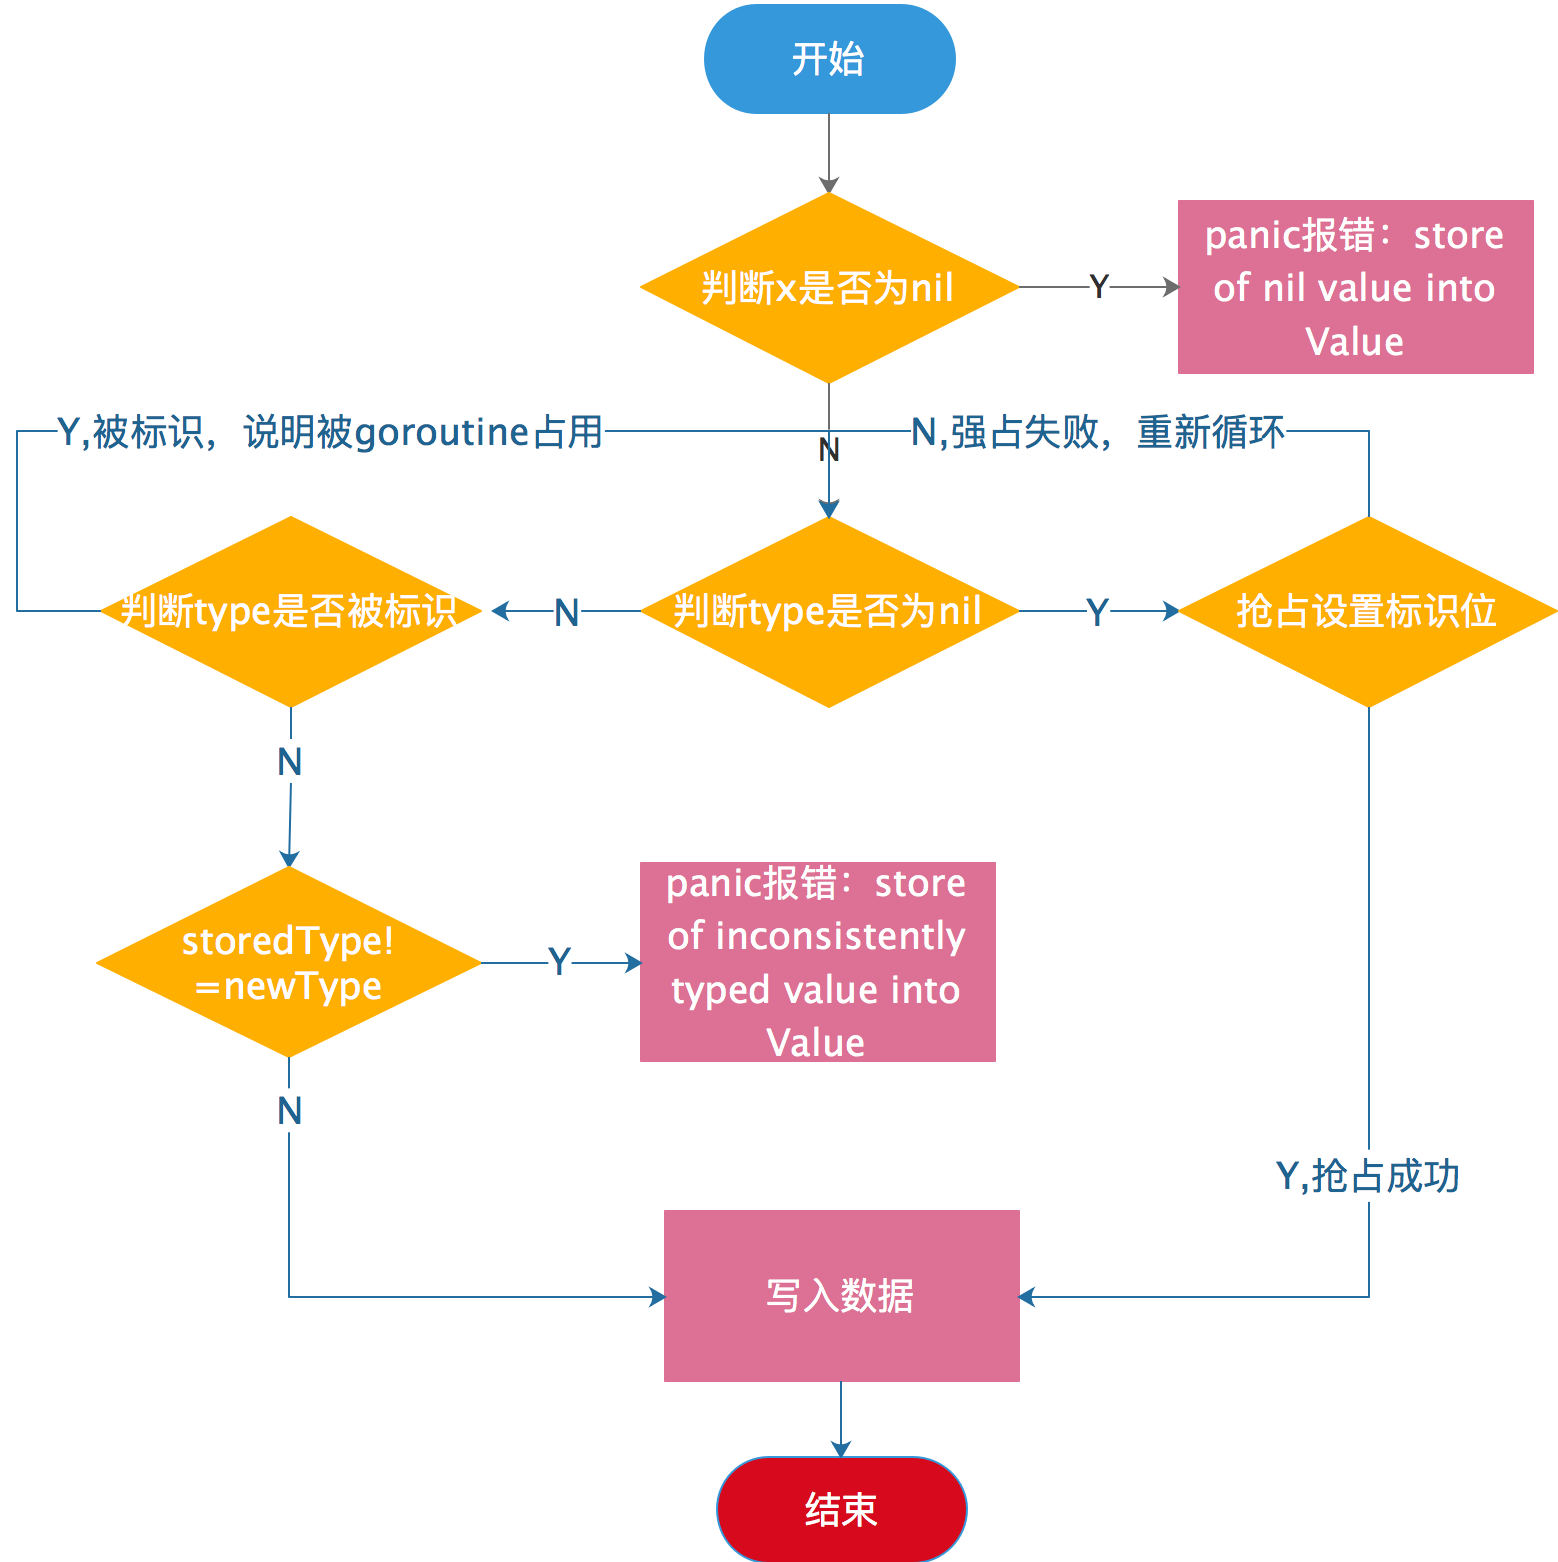 开始
判断x是否为nil
Y
panic报错：store
of nil value into
Value
Y,被标识，说明被goroutine占用
N
N,强占失败，重新循环
判断type是否被标识
N
判断type是否为nil
Y
抢占设置标识位
N
storedType!
=newType
Y
panic报错：store
of inconsistently
typed value into
Value
N
Y,抢占成功
写入数据
结束